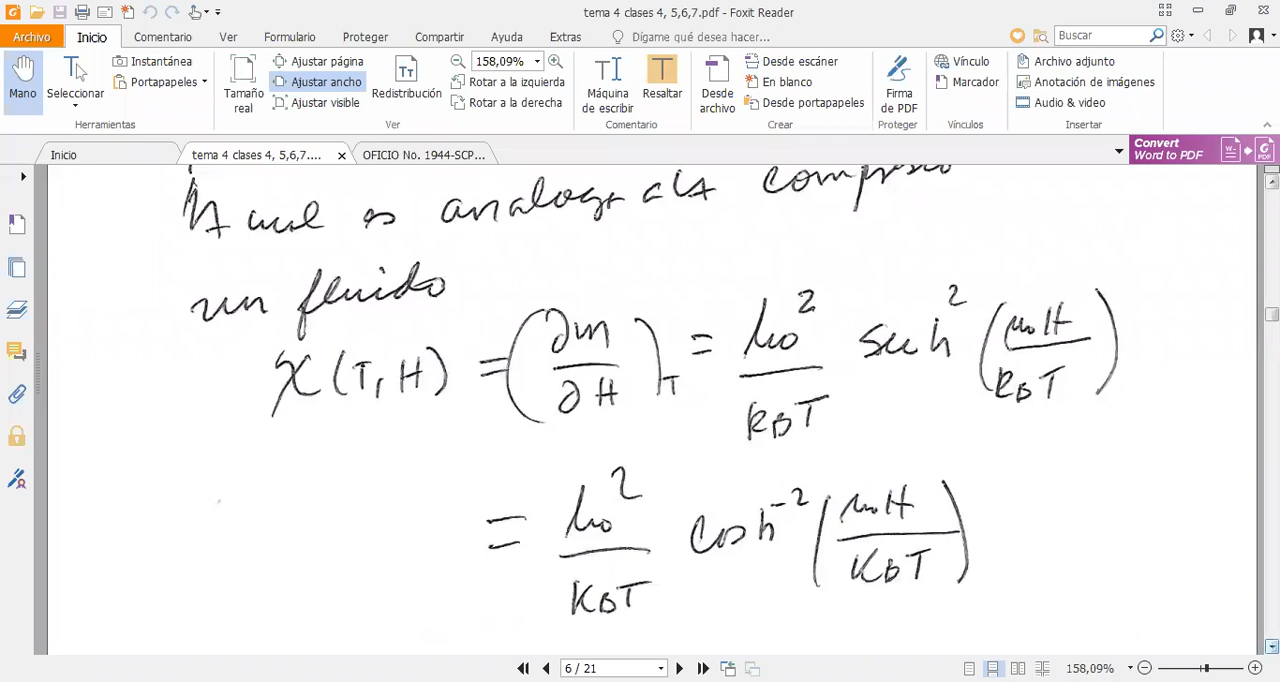 tema 4 clases 4, 5,6,7.pdf - Foxit Reader
Archivo Inicio Comentario Ver Formulario Proteger Compartir Ayuda Extras Dígame qué desea hacer... Buscar
Mano
Seleccionar
Instantánea
Portapapeles
Herramientas
Tamaño real
Ajustar página
Ajustar ancho
Ajustar visible
Redistribución
Rotar a la izquierda
Rotar a la derecha
158,09%
Ver
Máquina de escribir
Resaltar
Comentario
Desde archivo
Desde escáner
En blanco
Desde portapapeles
Crear
Firma de PDF
Proteger
Vínculo
Marcador
Vínculos
Archivo adjunto
Anotación de imágenes
Audio & video
Insertar
Inicio tema 4 clases 4, 5,6,7.... OFICIO No. 1944-SCP...
Convert
Word to PDF
cual es analoga a la
un fluido
χ(T, H) = (∂m/∂H)_T = μ0²/k_BT sech² (μ0H/k_BT)
= μ0²/K_BT cosh⁻² (μ0H/K_BT)
6 / 21
158,09%